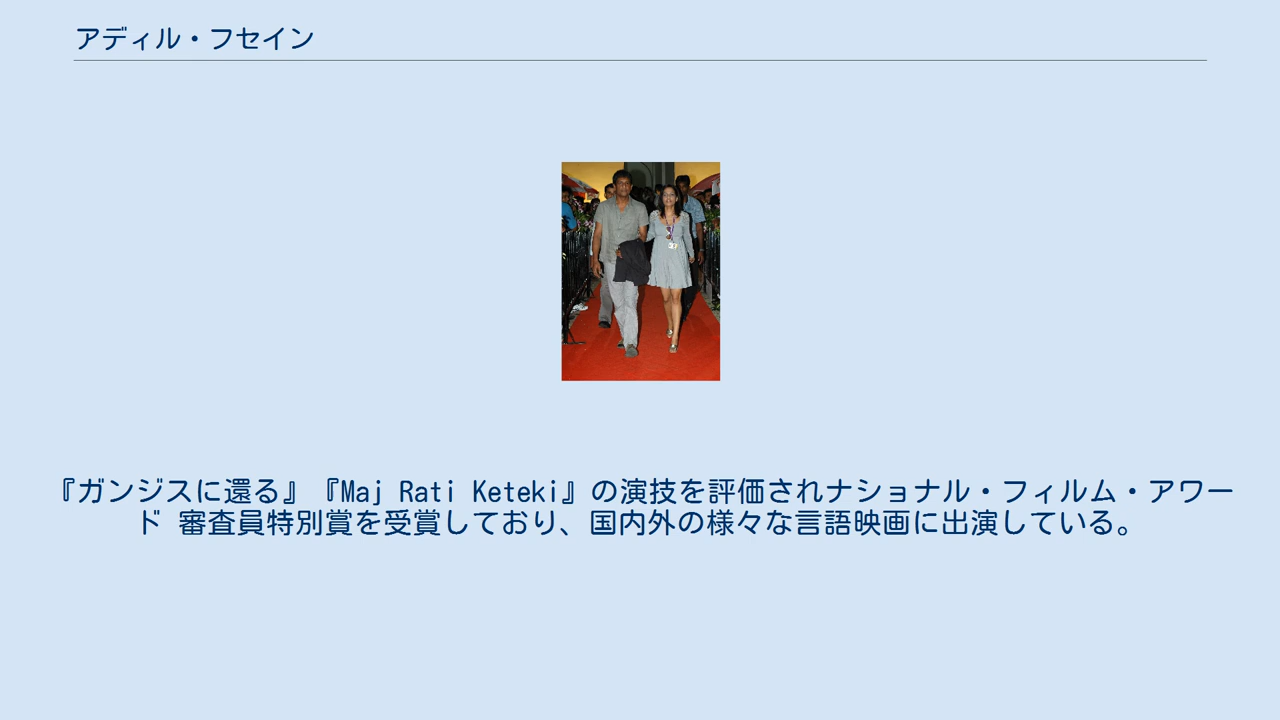 アディル・フセイン
『ガンジスに還る』『Maj Rati Keteki』の演技を評価されナショナル・フィルム・アワー
ド 審査員特別賞を受賞しており、国内外の様々な言語映画に出演している。